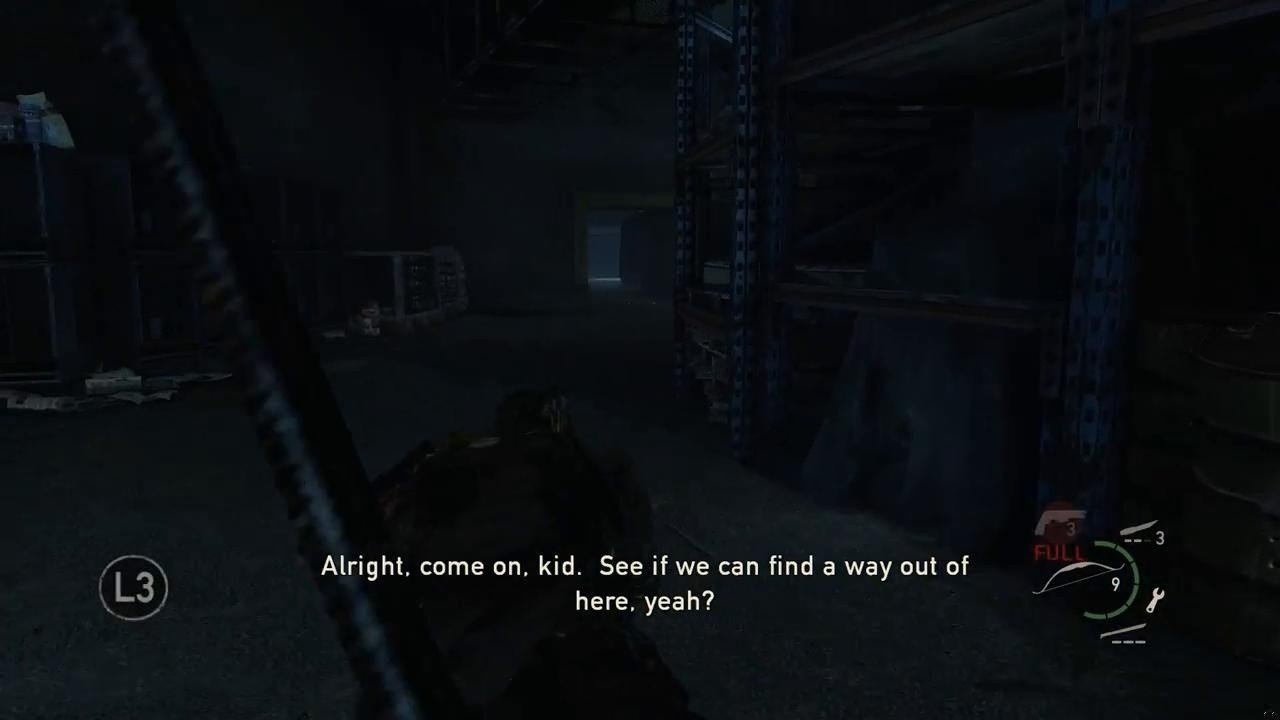 3
3
FULL
9
L3
Alright, come on, kid. See if we can find a way out of
here, yeah?